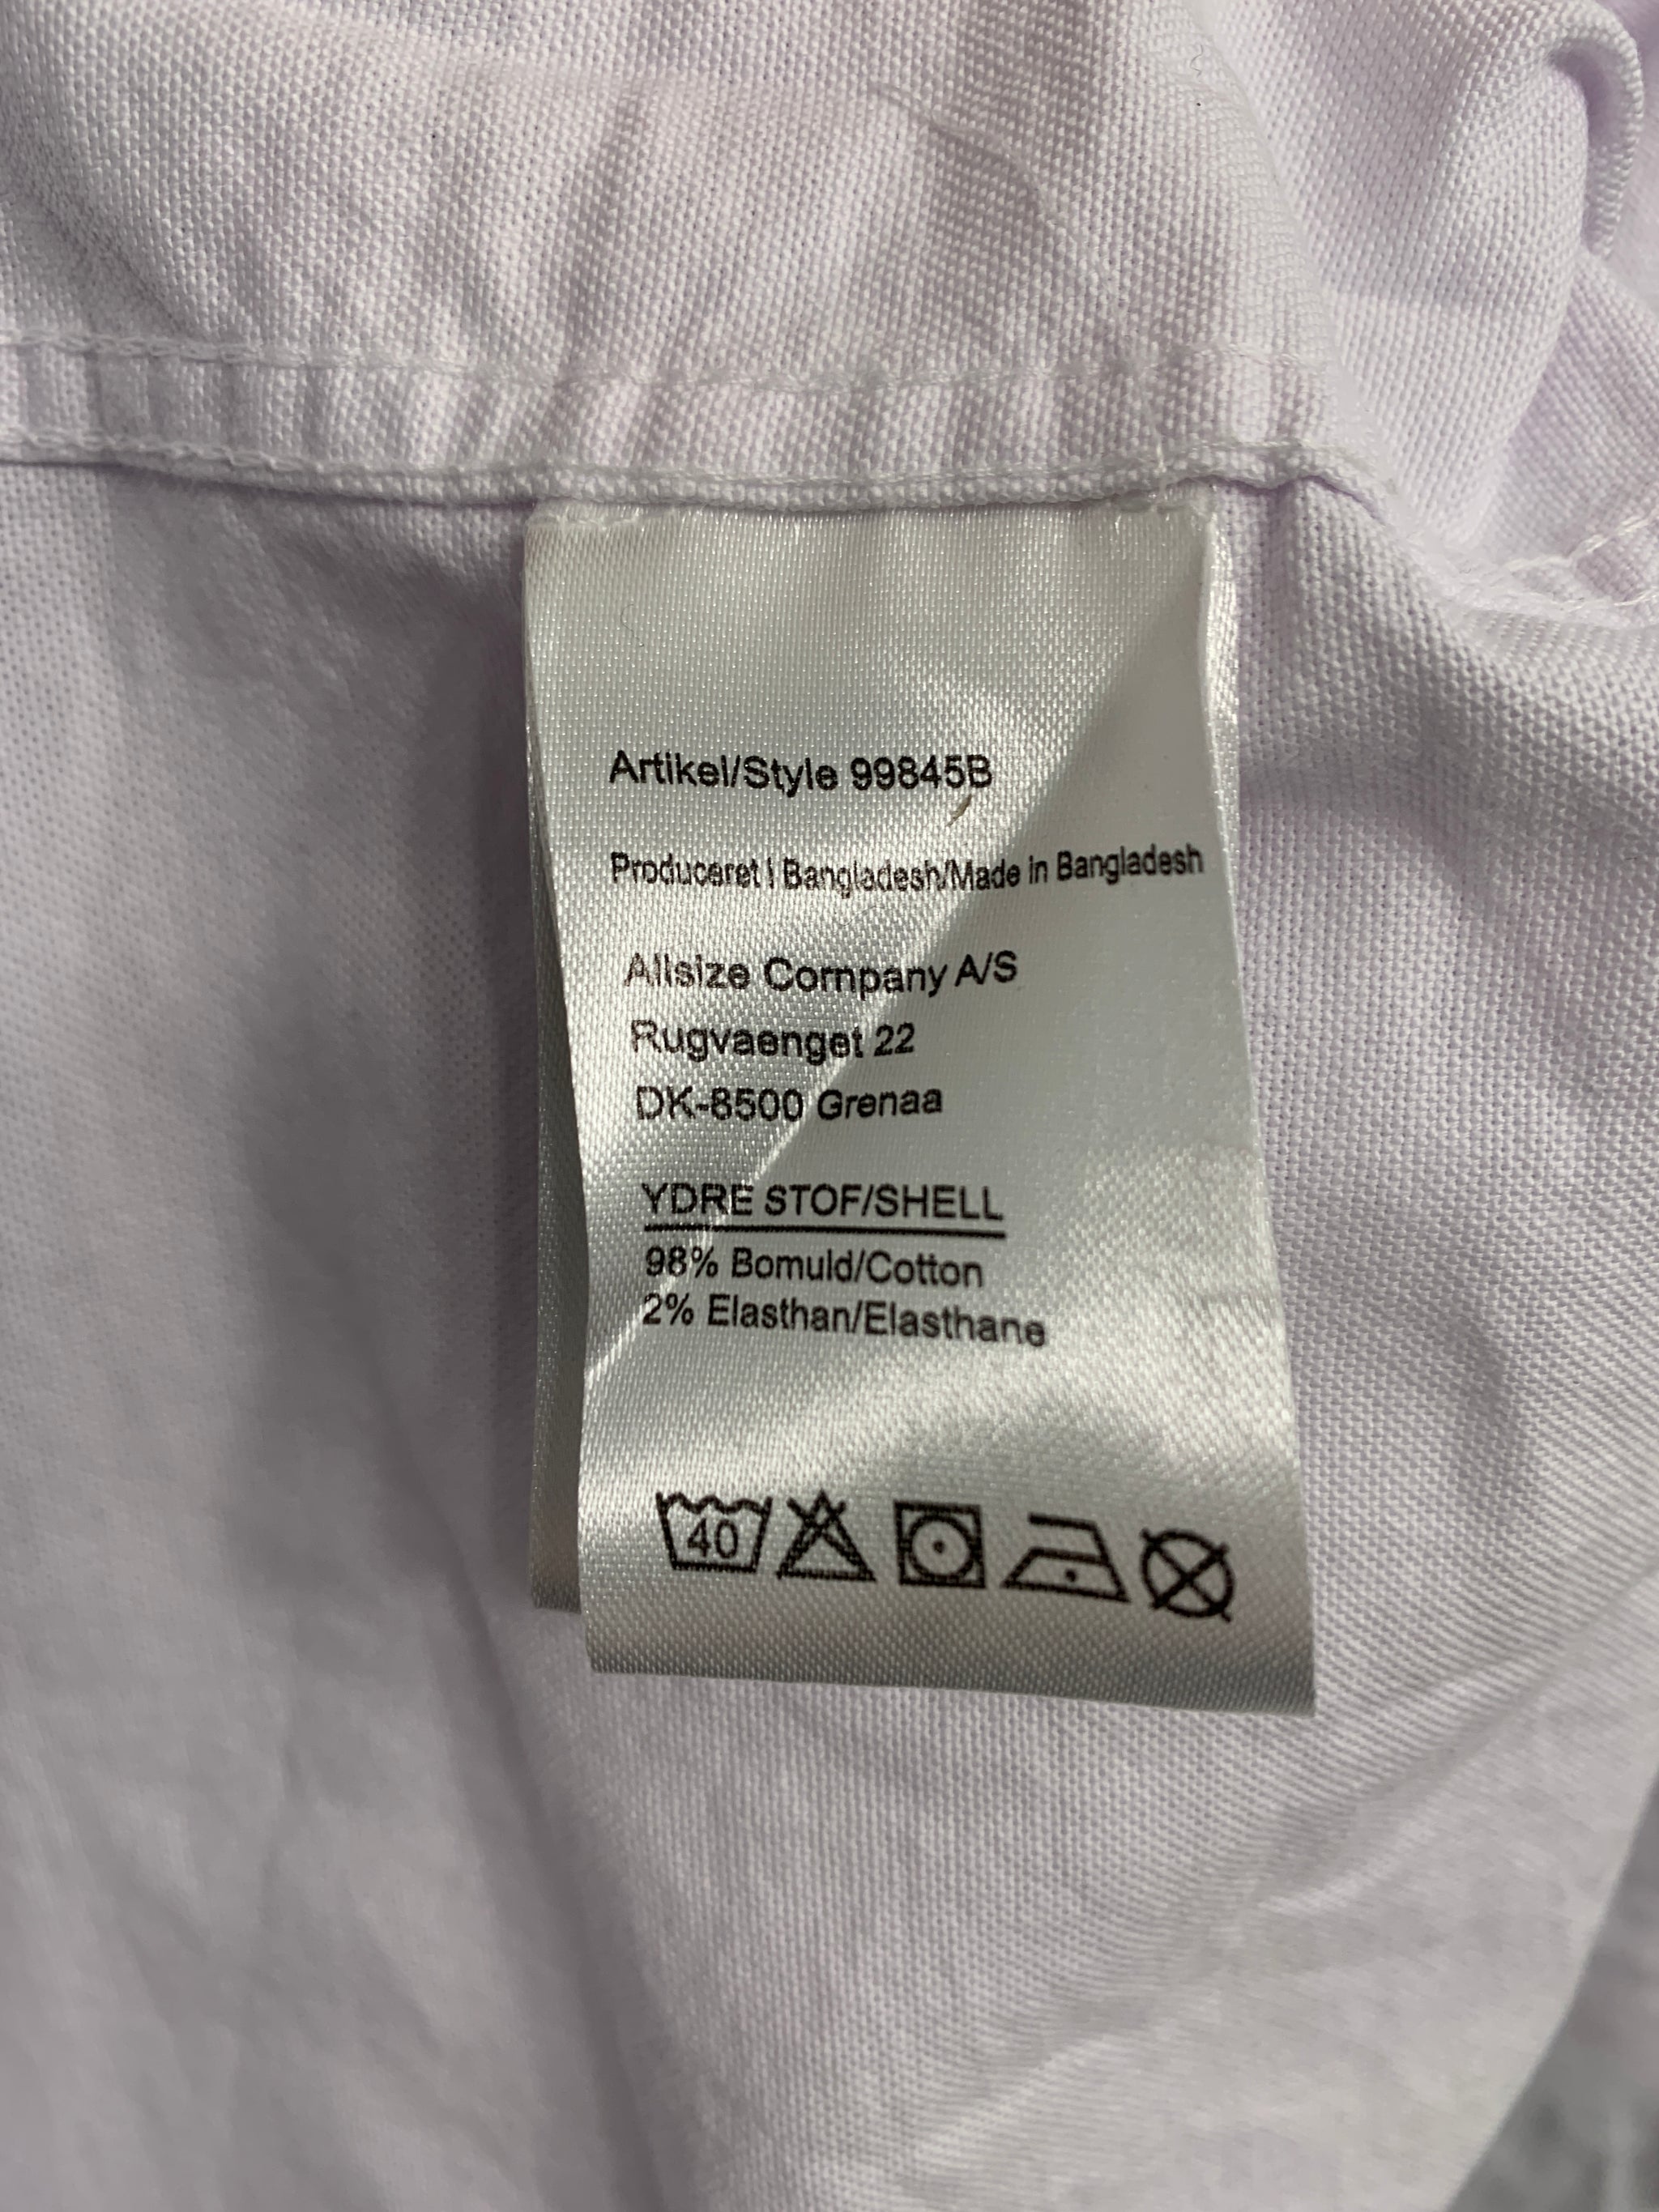 Artikel/Style 99845B
Produceret i Bangladesh/Made in Bangladesh
Allsize Company A/S
Rugvaenget 22
DK-8500 Grenaa
YDRE STOF/SHELL
98% Bomuld/Cotton
2% Elasthan/Elasthane
40